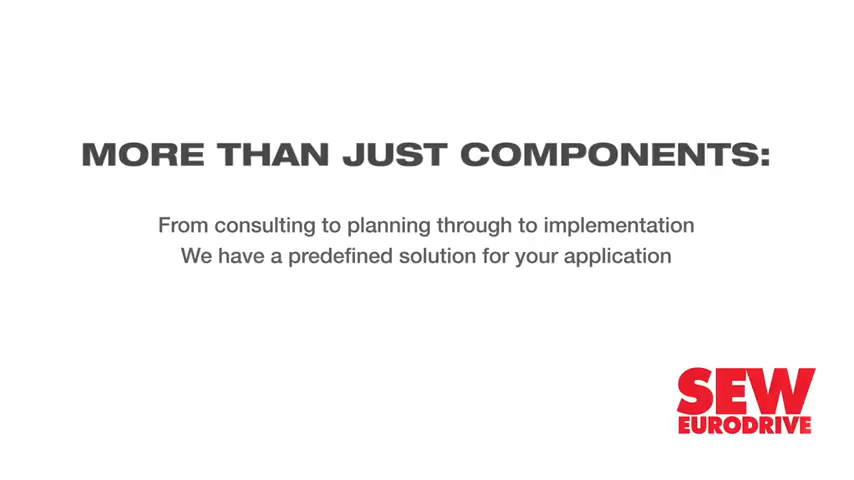 MORE THAN JUST COMPONENTS:
From consulting to planning through to implementation
We have a predefined solution for your application
SEW
EURODRIVE